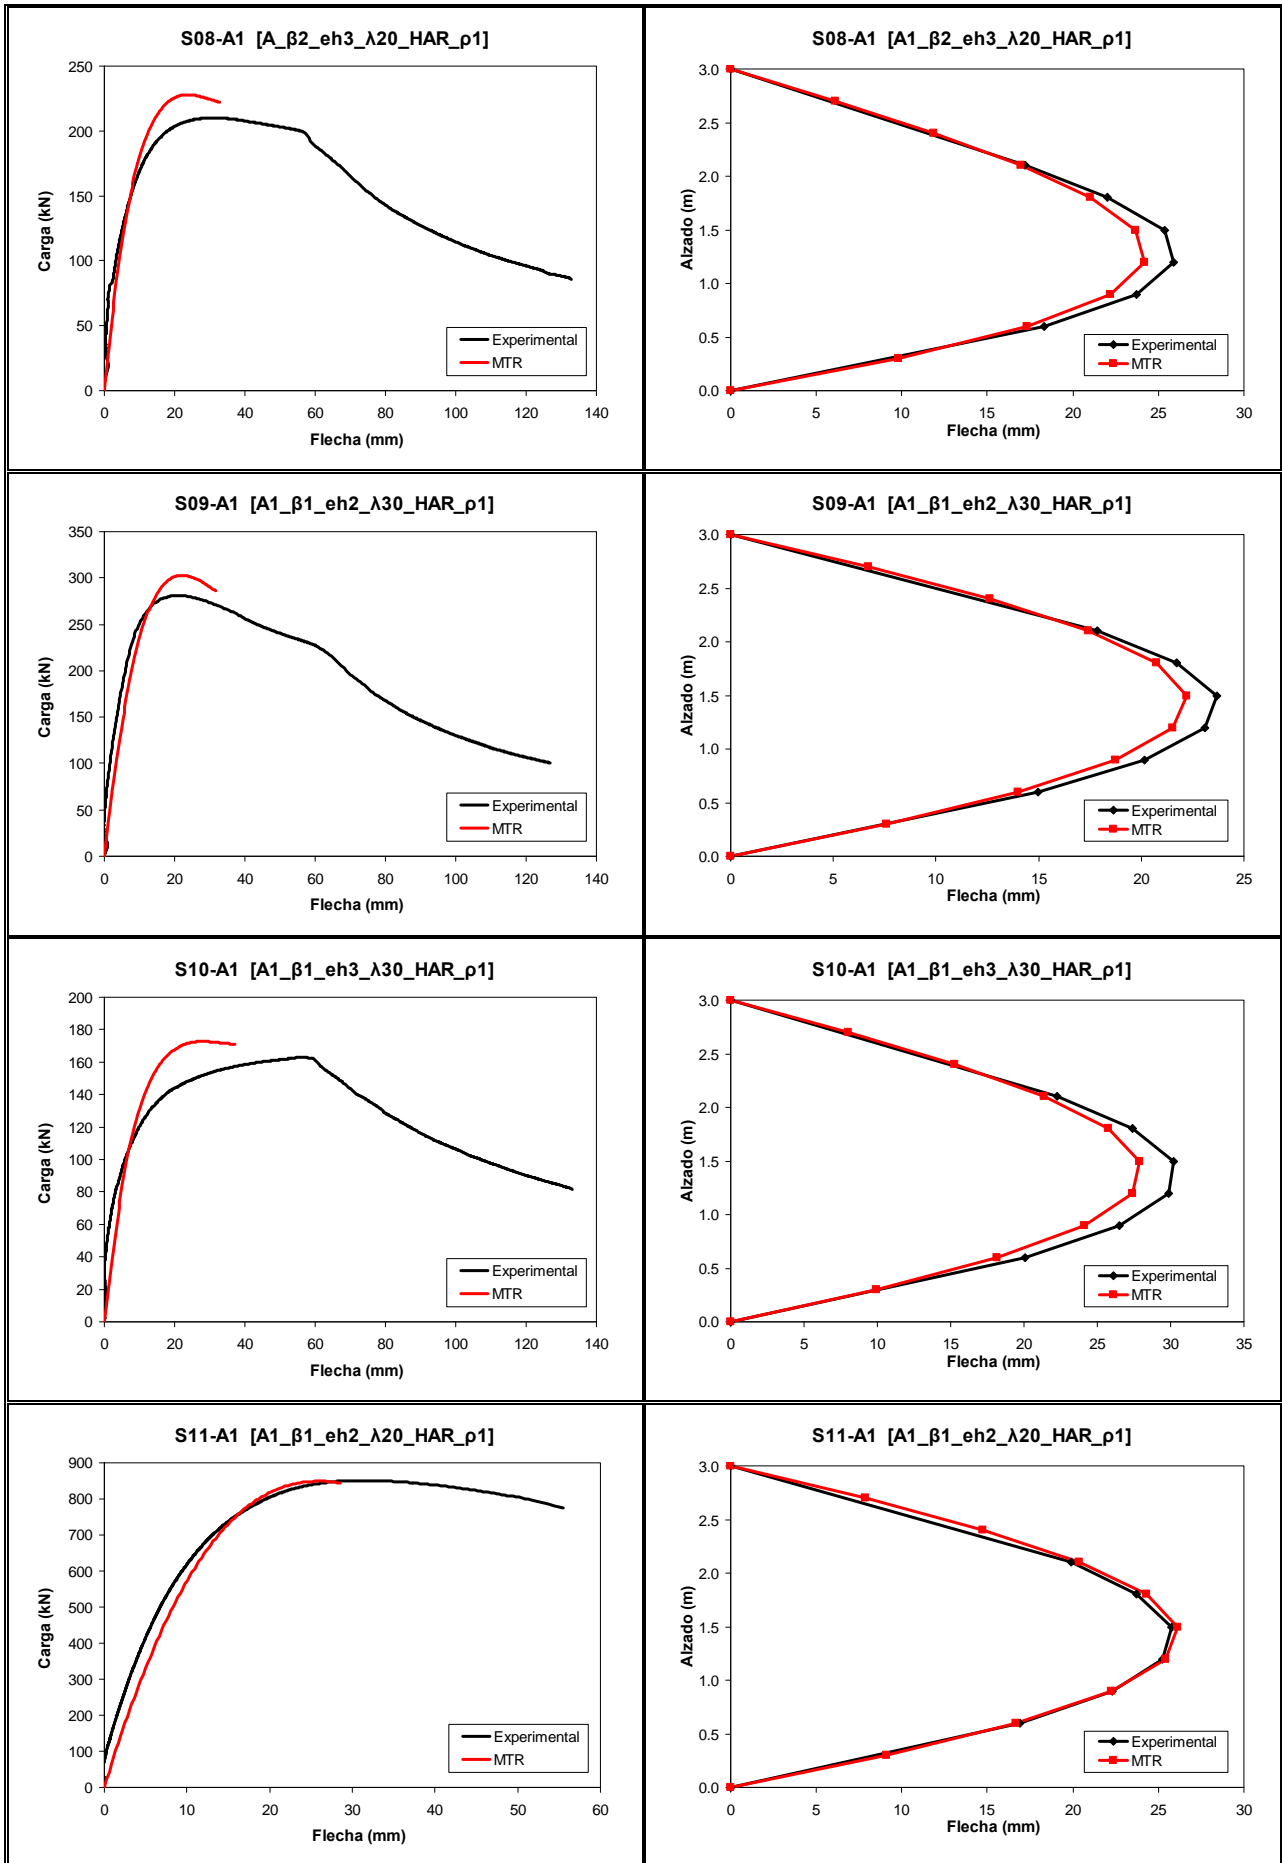 S08-A1 [A_β2_eh3_λ20_HAR_ρ1]
250
200
150
100
50
0
Carga (kN)
0 20 40 60 80 100 120 140
Flecha (mm)
Experimental
MTR
S08-A1 [A1_β2_eh3_λ20_HAR_ρ1]
3.0
2.5
2.0
1.5
1.0
0.5
0.0
Alzado (m)
0 5 10 15 20 25 30
Flecha (mm)
Experimental
MTR
S09-A1 [A1_β1_eh2_λ30_HAR_ρ1]
350
300
250
200
150
100
50
0
Carga (kN)
0 20 40 60 80 100 120 140
Flecha (mm)
Experimental
MTR
S09-A1 [A1_β1_eh2_λ30_HAR_ρ1]
3.0
2.5
2.0
1.5
1.0
0.5
0.0
Alzado (m)
0 5 10 15 20 25
Flecha (mm)
Experimental
MTR
S10-A1 [A1_β1_eh3_λ30_HAR_ρ1]
200
180
160
140
120
100
80
60
40
20
0
Carga (kN)
0 20 40 60 80 100 120 140
Flecha (mm)
Experimental
MTR
S10-A1 [A1_β1_eh3_λ30_HAR_ρ1]
3.0
2.5
2.0
1.5
1.0
0.5
0.0
Alzado (m)
0 5 10 15 20 25 30 35
Flecha (mm)
Experimental
MTR
S11-A1 [A1_β1_eh2_λ20_HAR_ρ1]
900
800
700
600
500
400
300
200
100
0
Carga (kN)
0 10 20 30 40 50 60
Flecha (mm)
Experimental
MTR
S11-A1 [A1_β1_eh2_λ20_HAR_ρ1]
3.0
2.5
2.0
1.5
1.0
0.5
0.0
Alzado (m)
0 5 10 15 20 25 30
Flecha (mm)
Experimental
MTR